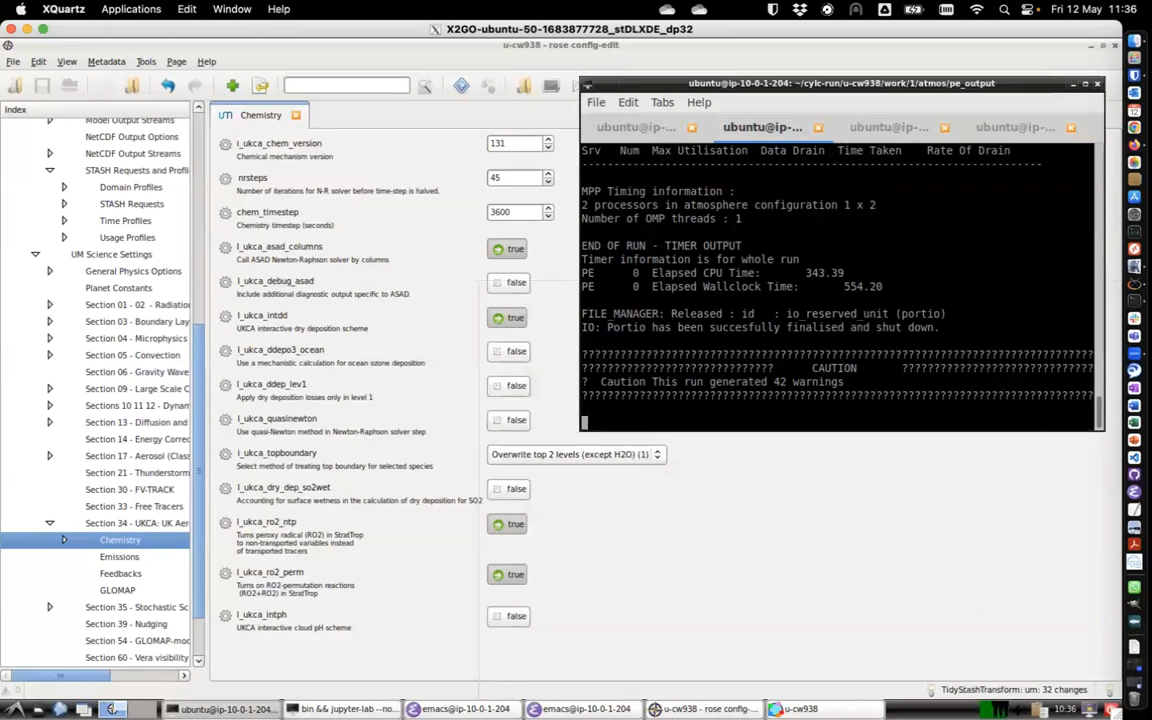 XQuartz Applications Edit Window Help
Fri 12 May 11:36
X2GO-ubuntu-50-1683877728_stDLXDE_dp32
u-cw938 - rose config-edit
File Edit View Metadata Tools Page Help
Index
Model Output Streams
NetCDF Output Options
NetCDF Output Streams
STASH Requests and Profi
Domain Profiles
STASH Requests
Time Profiles
Usage Profiles
UM Science Settings
General Physics Options
Planet Constants
Section 01 - 02 - Radiation
Section 03 - Boundary Lay
Section 04 - Microphysics
Section 05 - Convection
Section 06 - Gravity Wave
Section 09 - Large Scale C
Sections 10 11 12 - Dynam
Section 13 - Diffusion and
Section 14 - Energy Correc
Section 17 - Aerosol (Class
Section 21 - Thunderstorm
Section 30 - FV-TRACK
Section 33 - Free Tracers
Section 34 - UKCA: UK Aer
Chemistry
Emissions
Feedbacks
GLOMAP
Section 35 - Stochastic Sc
Section 39 - Nudging
Section 54 - GLOMAP-mod
Section 60 - Vera visibility
um Chemistry
i_ukca_chem_version
131
Chemical mechanism version
nrsteps
45
Number of iterations for N-R solver before time-step is halved.
chem_timestep
3600
Chemistry timestep (seconds)
l_ukca_asad_columns
true
Call ASAD Newton-Raphson solver by columns
l_ukca_debug_asad
false
Include additional diagnostic output specific to ASAD.
l_ukca_intdd
true
UKCA interactive dry deposition scheme
l_ukca_ddepo3_ocean
false
Use a mechanistic calculation for ocean ozone deposition
l_ukca_ddep_lev1
false
Apply dry deposition losses only in level 1
l_ukca_quasinewton
false
Use quasi-Newton method in Newton-Raphson solver step
i_ukca_topboundary
Overwrite top 2 levels (except H2O) (1)
Select method of treating top boundary for selected species
l_ukca_dry_dep_so2wet
false
Accounting for surface wetness in the calculation of dry deposition for SO2
l_ukca_ro2_ntp
true
Turns peroxy radical (RO2) in StratTrop
to non-transported variables instead
of transported tracers
l_ukca_ro2_perm
true
Turns on RO2-permutation reactions
(RO2+RO2) in StratTrop
l_ukca_intph
false
UKCA interactive cloud pH scheme
ubuntu@ip-10-0-1-204: ~/cylc-run/u-cw938/work/1/atmos/pe_output
File Edit Tabs Help
ubuntu@ip-... ubuntu@ip-... ubuntu@ip-... ubuntu@ip-...
Srv Num Max Utilisation Data Drain Time Taken Rate Of Drain
-----------------------------------------------------------------------
MPP Timing information :
2 processors in atmosphere configuration 1 x 2
Number of OMP threads : 1
END OF RUN - TIMER OUTPUT
Timer information is for whole run
PE 0 Elapsed CPU Time: 343.39
PE 0 Elapsed Wallclock Time: 554.20
FILE_MANAGER: Released : id : io_reserved_unit (portio)
IO: Portio has been succesfully finalised and shut down.
???????????????????????????????????????????????????????????????????????????????
?????????????????????????????? CAUTION ??????????????????????????????
? Caution This run generated 42 warnings
???????????????????????????????????????????????????????????????????????????????
TidyStashTransform: um: 32 changes
ubuntu@ip-10-0-1-204... bin && jupyter-lab --no... emacs@ip-10-0-1-204 emacs@ip-10-0-1-204 u-cw938 - rose config-... u-cw938
10:36